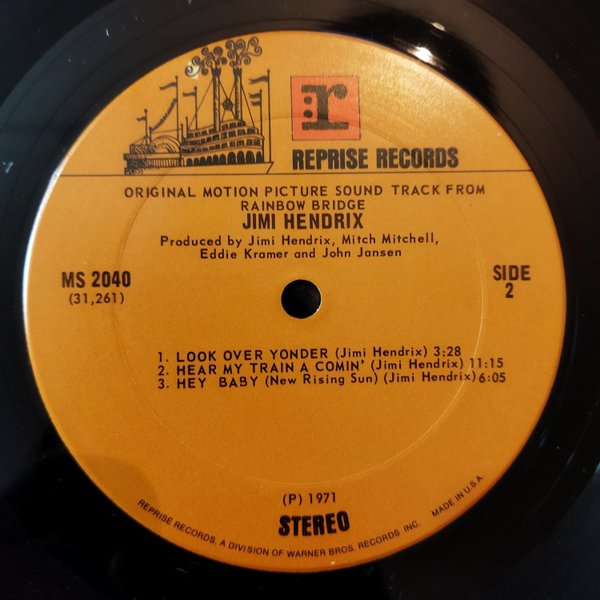 r
REPRISE RECORDS
ORIGINAL MOTION PICTURE SOUND TRACK FROM
RAINBOW BRIDGE
JIMI HENDRIX
Produced by Jimi Hendrix, Mitch Mitchell,
Eddie Kramer and John Jansen
MS 2040
(31,261)
SIDE
2
1. LOOK OVER YONDER (Jimi Hendrix) 3:28
2. HEAR MY TRAIN A COMIN' (Jimi Hendrix) 11:15
3. HEY BABY (New Rising Sun) (Jimi Hendrix) 6:05
(P) 1971
STEREO
REPRISE RECORDS, A DIVISION OF WARNER BROS. RECORDS INC. MADE IN U.S.A.